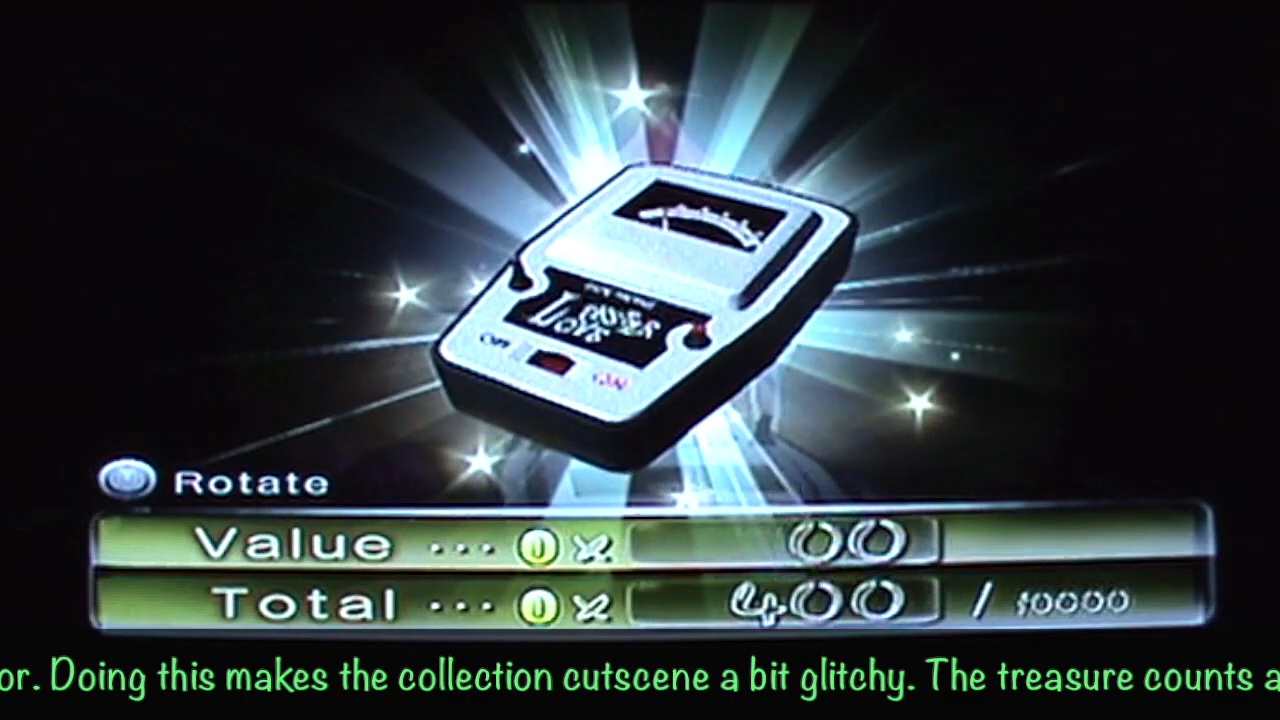 Rotate
Value ... x 00
Total ... x 400 / 10000
or. Doing this makes the collection cutscene a bit glitchy. The treasure counts a